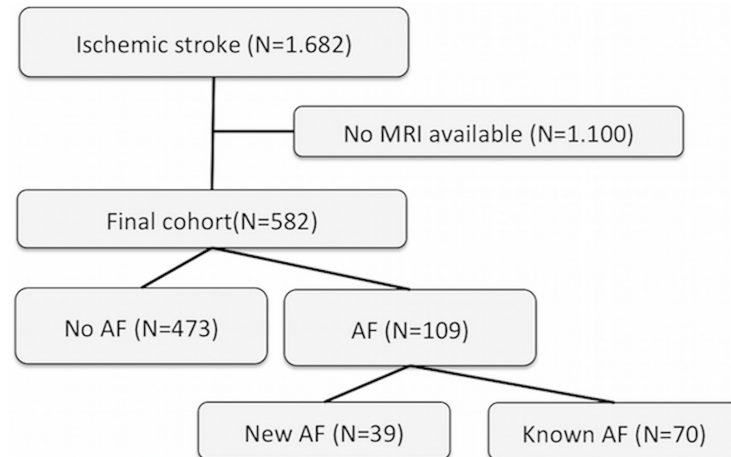 Ischemic stroke (N=1.682)
No MRI available (N=1.100)
Final cohort(N=582)
No AF (N=473)
AF (N=109)
New AF (N=39)
Known AF (N=70)